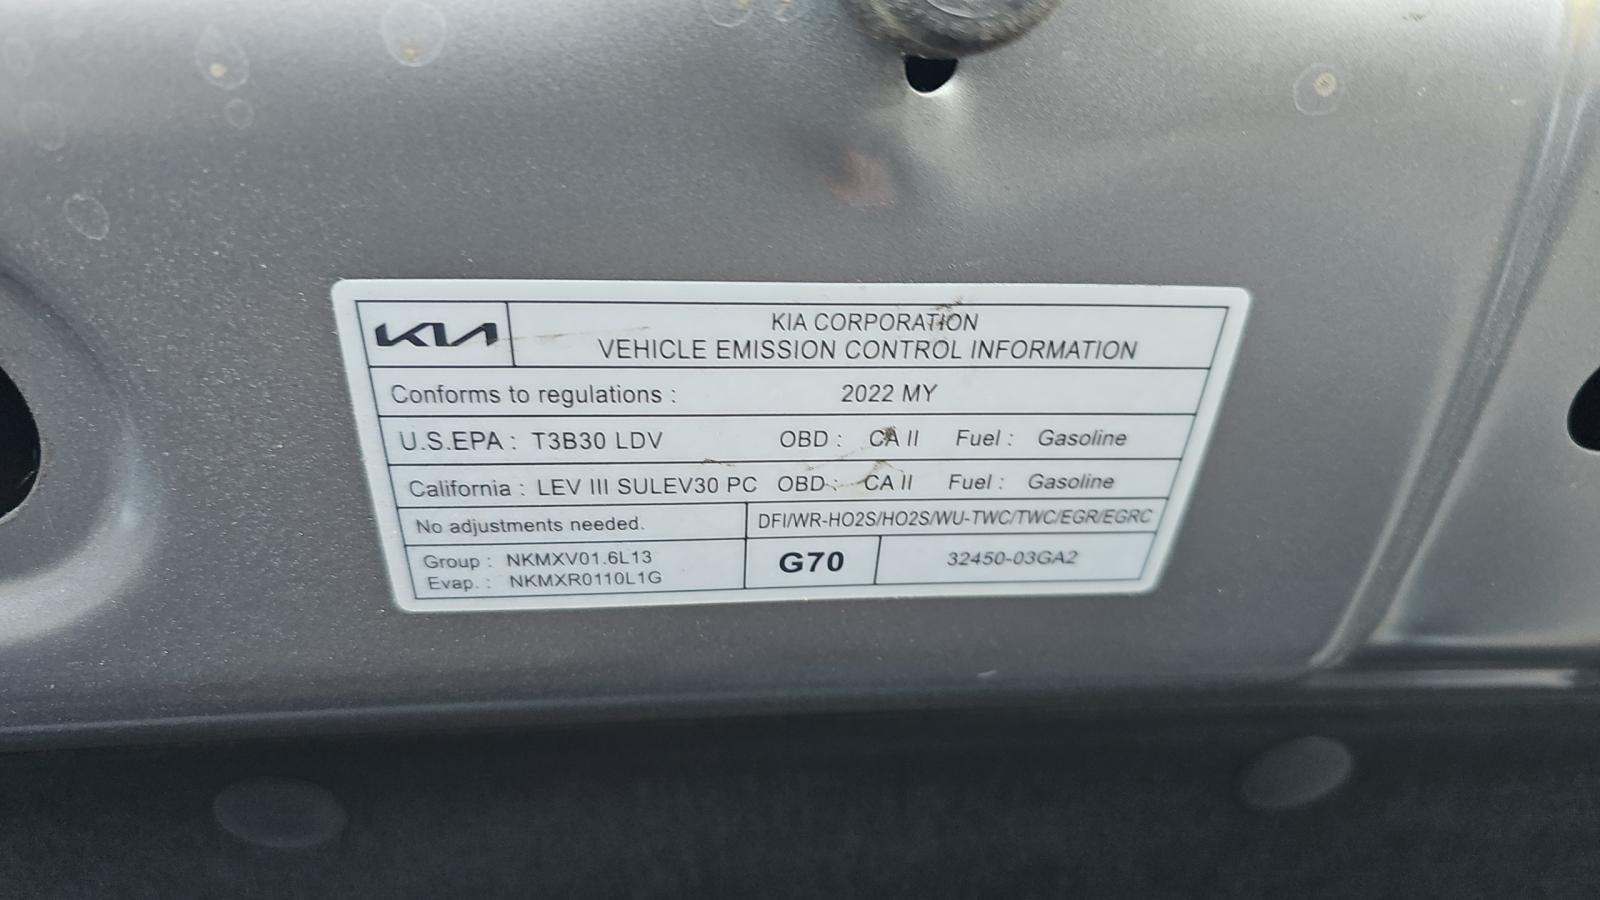 KIA
KIA CORPORATION
VEHICLE EMISSION CONTROL INFORMATION
Conforms to regulations : 2022 MY
U.S.EPA : T3B30 LDV OBD : CA II Fuel : Gasoline
California : LEV III SULEV30 PC OBD : CA II Fuel : Gasoline
No adjustments needed. DFI/WR-HO2S/HO2S/WU-TWC/TWC/EGR/EGRC
Group : NKMXV01.6L13
Evap. : NKMXR0110L1G
G70 32450-03GA2